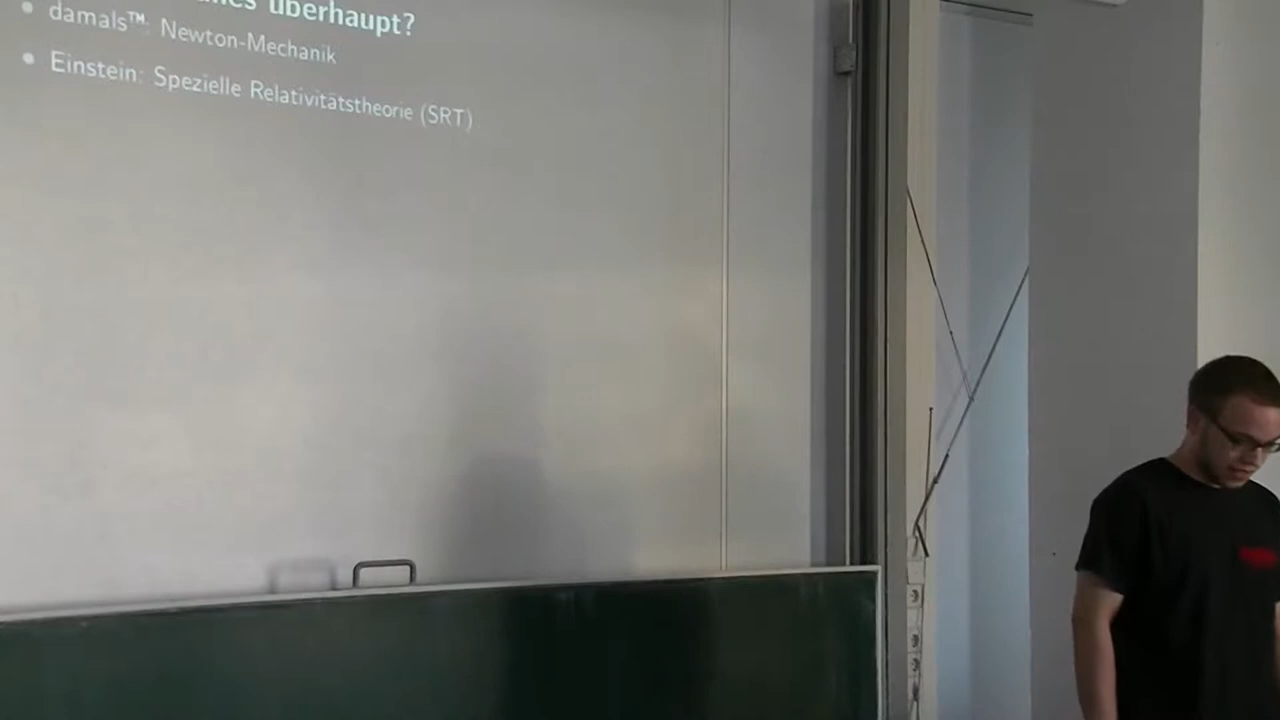 überhaupt?
damals™: Newton-Mechanik
Einstein: Spezielle Relativitätstheorie (SRT)